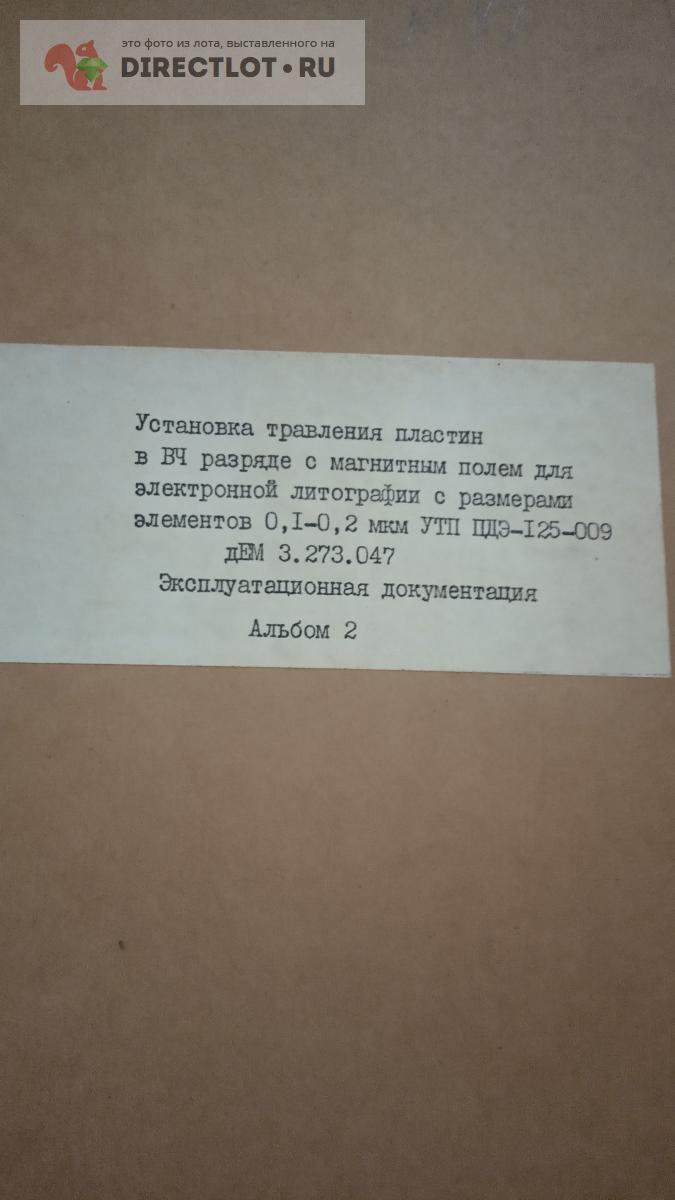 это фото из лота, выставленного на
DIRECTLOT•RU
Установка травления пластин
в ВЧ разряде с магнитным полем для
электронной литографии с размерами
элементов 0,I-0,2 мкм УТП ПДЭ-I25-009
дЕМ 3.273.047
Эксплуатационная документация
Альбом 2